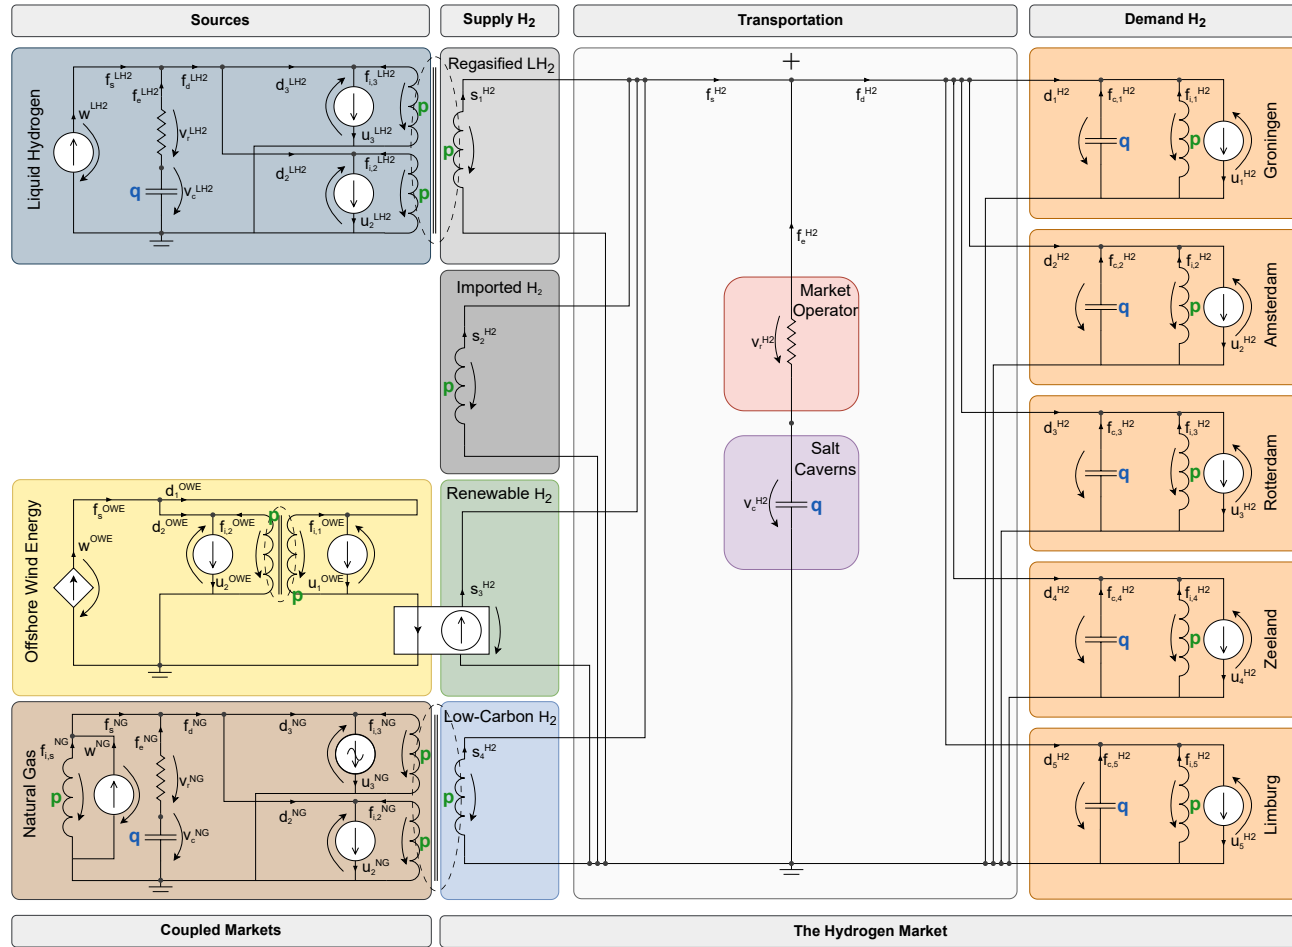 Sources
Supply H2
Transportation
Demand H2
Liquid Hydrogen
w^LH2
f_s^LH2
f_e^LH2
f_d^LH2
v_r^LH2
q
v_c^LH2
d_3^LH2
f_i,3^LH2
u_3^LH2
p
d_2^LH2
f_i,2^LH2
u_2^LH2
p
Regasified LH2
s_1^H2
p
Imported H2
s_2^H2
p
Offshore Wind Energy
w^OWE
f_s^OWE
d_1^OWE
d_2^OWE
f_i,2^OWE
u_2^OWE
p
p
f_i,1^OWE
u_1^OWE
Renewable H2
s_3^H2
Natural Gas
f_i,s^NG
p
w^NG
f_s^NG
f_e^NG
f_d^NG
v_r^NG
q
v_c^NG
d_3^NG
f_i,3^NG
u_3^NG
p
d_2^NG
f_i,2^NG
u_2^NG
p
Low-Carbon H2
s_4^H2
p
+
f_s^H2
f_d^H2
f_e^H2
Market
Operator
v_r^H2
Salt
Caverns
v_c^H2
q
d_1^H2
f_c,1^H2
q
f_i,1^H2
p
u_1^H2
Groningen
d_2^H2
f_c,2^H2
q
f_i,2^H2
p
u_2^H2
Amsterdam
d_3^H2
f_c,3^H2
q
f_i,3^H2
p
u_3^H2
Rotterdam
d_4^H2
f_c,4^H2
q
f_i,4^H2
p
u_4^H2
Zeeland
d_5^H2
f_c,5^H2
q
f_i,5^H2
p
u_5^H2
Limburg
Coupled Markets
The Hydrogen Market